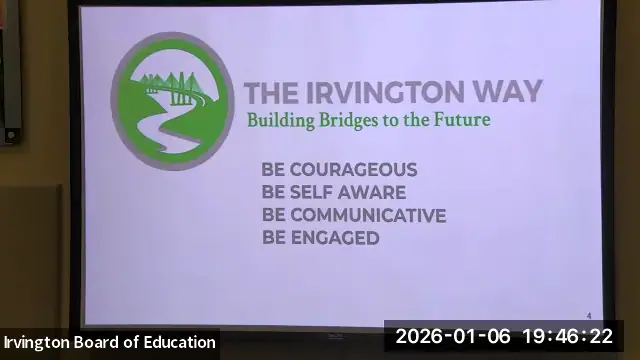 THE IRVINGTON WAY
Building Bridges to the Future
BE COURAGEOUS
BE SELF AWARE
BE COMMUNICATIVE
BE ENGAGED
4
Irvington Board of Education
2026-01-06 19:46:22